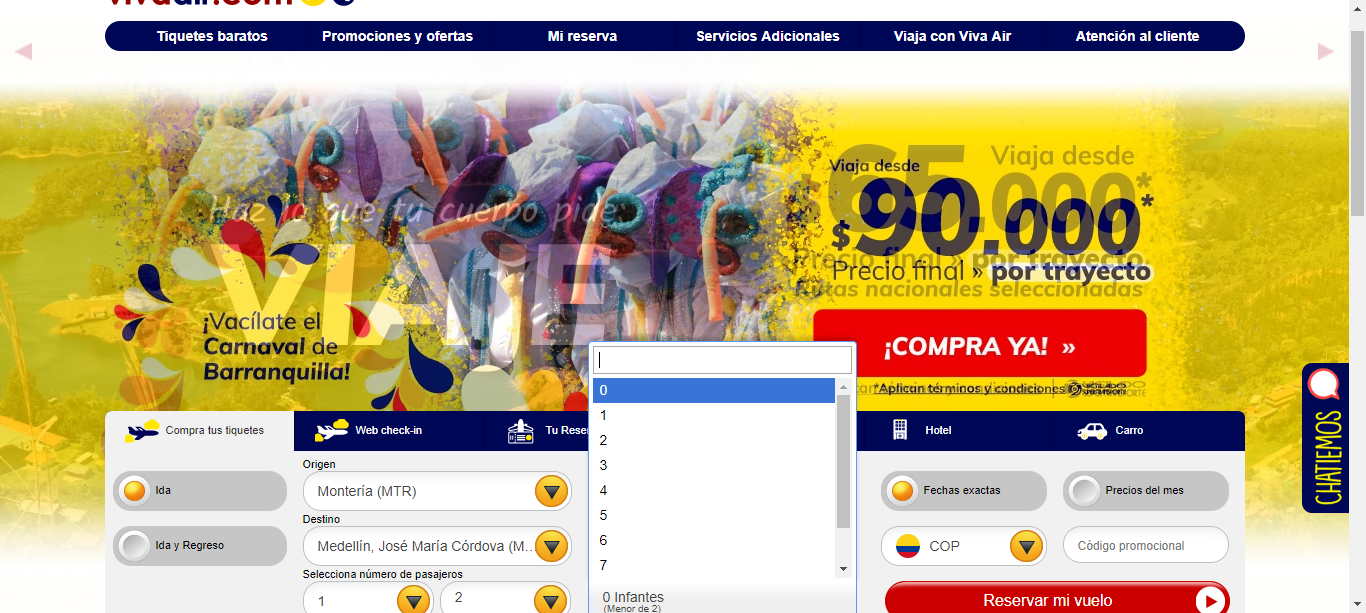 vivaair.com
Tiquetes baratos
Promociones y ofertas
Mi reserva
Servicios Adicionales
Viaja con Viva Air
Atención al cliente
Haz lo que tu cuerpo pide
VIAJE
¡Vacílate el
Carnaval de
Barranquilla!
Viaja desde
$65.000*
Viaja desde
$90.000*
Precio final » por trayecto
Precio final » por trayecto
Rutas nacionales seleccionadas
¡COMPRA YA! »
*Aplican términos y condiciones
Compra tus tiquetes
Web check-in
Tu Rese
Hotel
Carro
Ida
Ida y Regreso
Origen
Montería (MTR)
Destino
Medellín, José María Córdova (M...
Selecciona número de pasajeros
1
2
0
1
2
3
4
5
6
7
0 Infantes
(Menor de 2)
Fechas exactas
Precios del mes
COP
Código promocional
Reservar mi vuelo
CHATIEMOS